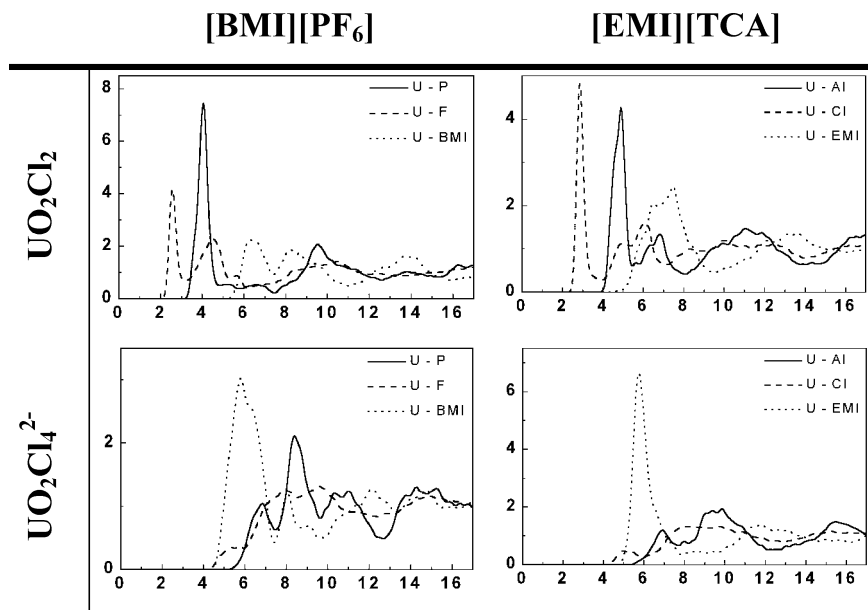 [BMI][PF6] [EMI][TCA]
UO2Cl2
8
6
4
2
0
U - P
U - F
U - BMI
0 2 4 6 8 10 12 14 16
4
2
0
U - Al
U - Cl
U - EMI
0 2 4 6 8 10 12 14 16
UO2Cl4 2-
2
0
U - P
U - F
U - BMI
0 2 4 6 8 10 12 14 16
6
4
2
0
U - Al
U - Cl
U - EMI
0 2 4 6 8 10 12 14 16